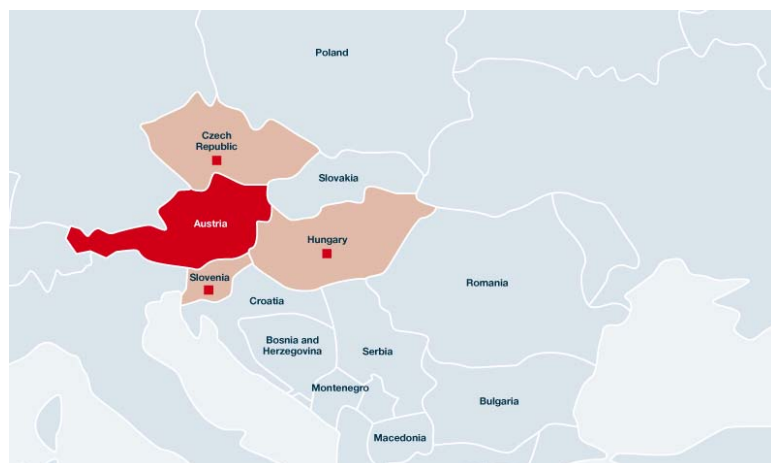 Poland
Czech
Republic
Slovakia
Austria
Hungary
Slovenia
Romania
Croatia
Bosnia and
Herzegovina
Serbia
Montenegro
Bulgaria
Macedonia